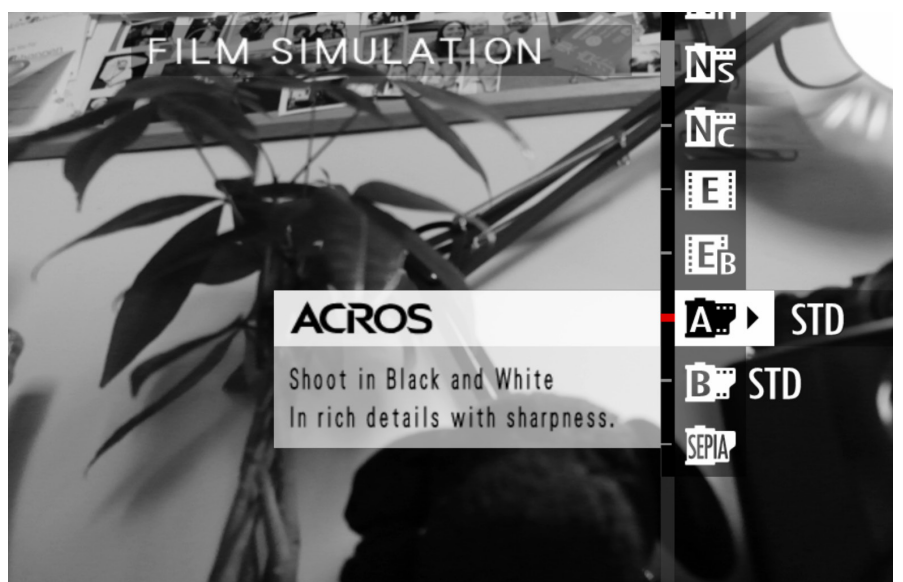 FILM SIMULATION
NS
NC
E
EB
ACROS
A STD
Shoot in Black and White
B STD
In rich details with sharpness.
SEPIA